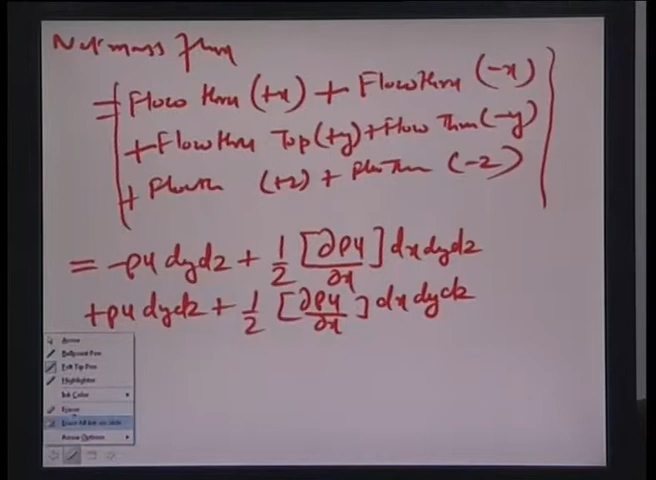 Net mass flow
= [Flow thru (+x) + Flow thru (-x)
+ Flow thru Top (+y) + Flow Thru (-y)
+ Flow thru (+z) + Flow Thru (-z)]
= -ρu dydz + 1/2 [∂ρu/∂x] dxdydz
+ ρu dydz + 1/2 [∂ρu/∂x] dxdydz
Arrow
Ballpoint Pen
Felt Tip Pen
Highlighter
Ink Color
Eraser
Erase All Ink on Slide
Arrow Options